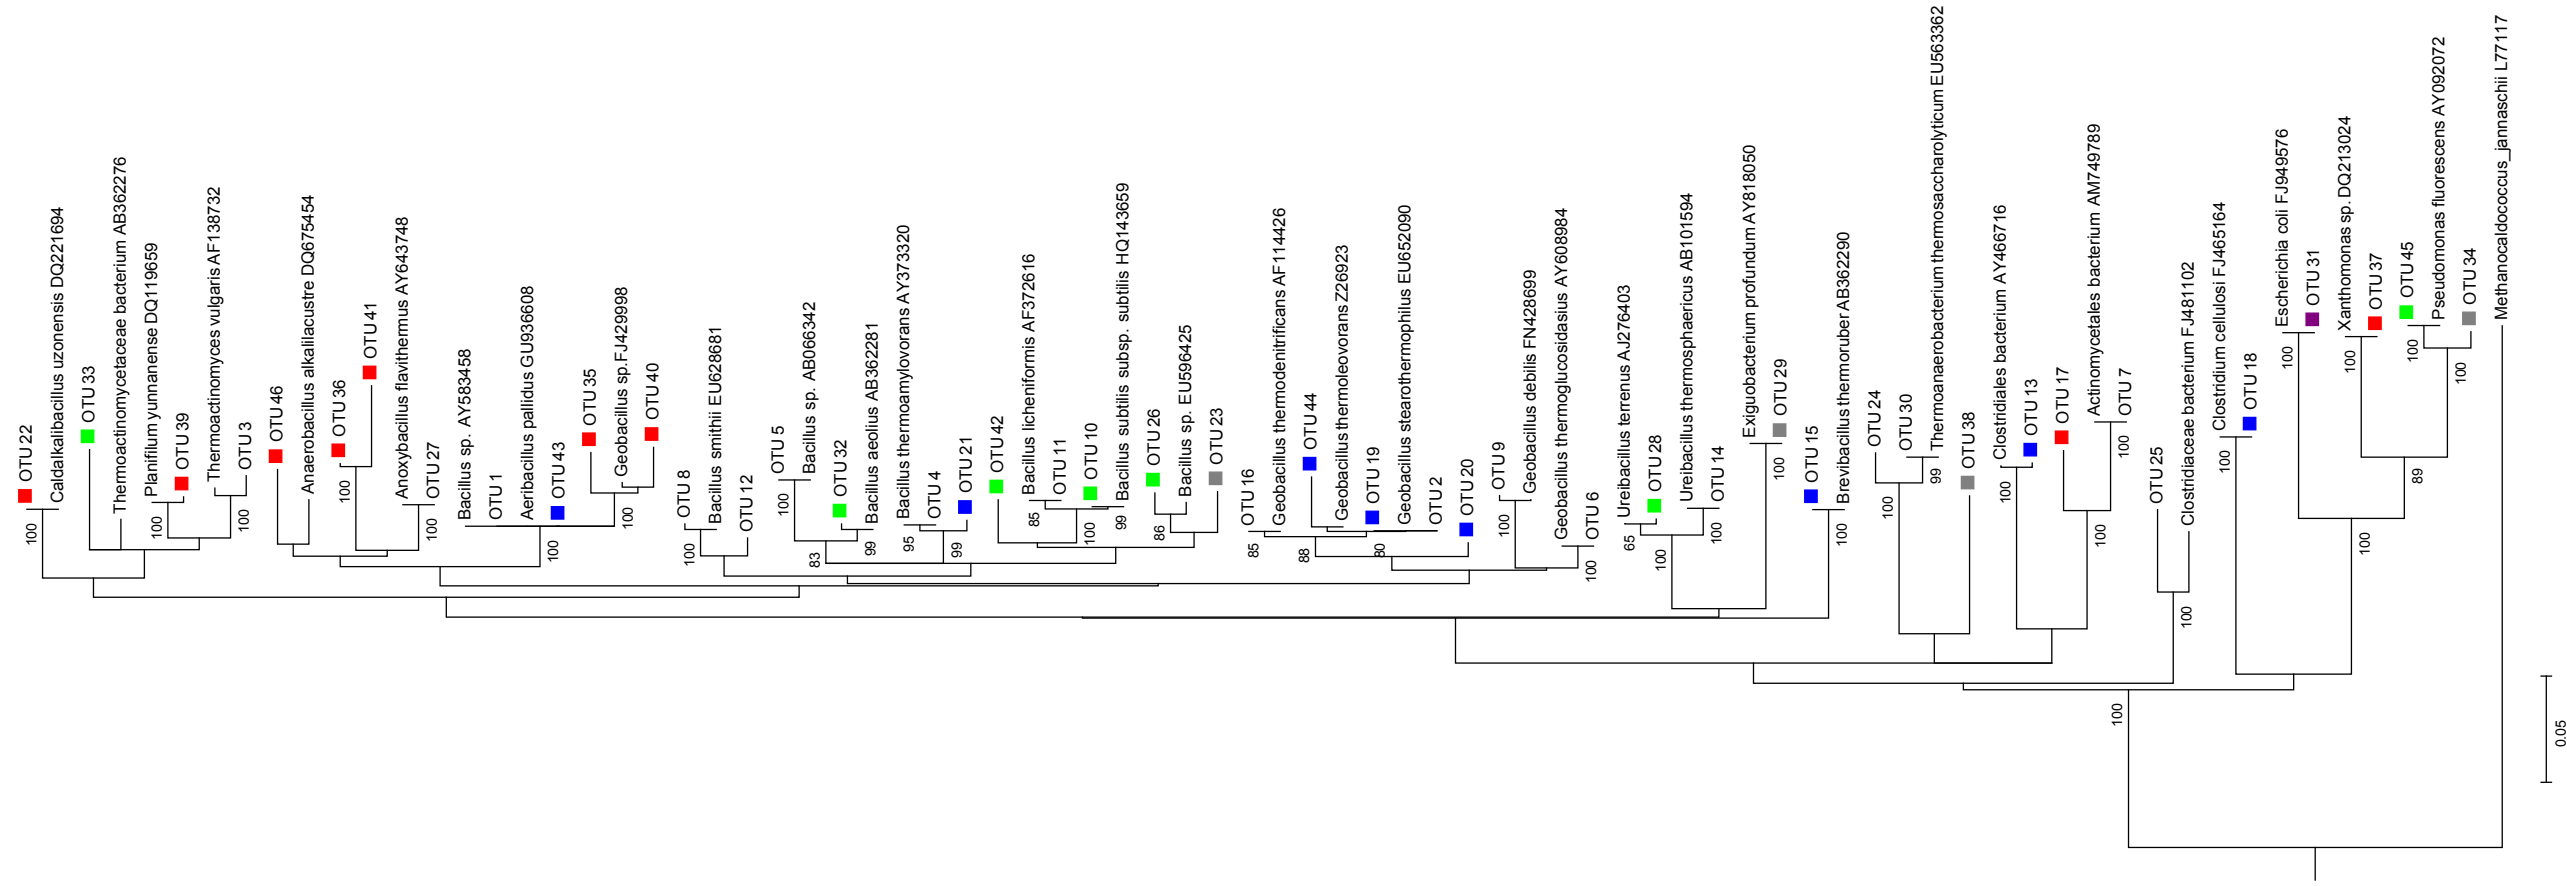 OTU 22
Caldalkalibacillus uzonensis DQ221694
OTU 33
Thermoactinomycetaceae bacterium AB362276
Planifilum yunnanense DQ119659
OTU 39
Thermoactinomyces vulgaris AF138732
OTU 3
OTU 46
Anaerobacillus alkalilacustre DQ675454
OTU 36
OTU 41
Anoxybacillus flavithermus AY643748
OTU 27
Bacillus sp. AY583458
OTU 1
Aeribacillus pallidus GU936608
OTU 43
OTU 35
Geobacillus sp.FJ429998
OTU 40
OTU 8
Bacillus smithii EU628681
OTU 12
OTU 5
Bacillus sp. AB066342
OTU 32
Bacillus aeolius AB362281
Bacillus thermoamylovorans AY373320
OTU 4
OTU 21
OTU 42
Bacillus licheniformis AF372616
OTU 11
OTU 10
Bacillus subtilis subsp. subtilis HQ143659
OTU 26
Bacillus sp. EU596425
OTU 23
OTU 16
Geobacillus thermodenitrificans AF114426
OTU 44
Geobacillus thermoleovorans Z26923
OTU 19
Geobacillus stearothermophilus EU652090
OTU 2
OTU 20
OTU 9
Geobacillus debilis FN428699
Geobacillus thermoglucosidasius AY608984
OTU 6
Ureibacillus terrenus AJ276403
OTU 28
Ureibacillus thermosphaericus AB101594
OTU 14
Exiguobacterium profundum AY818050
OTU 29
OTU 15
Brevibacillus thermoruber AB362290
OTU 24
OTU 30
Thermoanaerobacterium thermosaccharolyticum EU563362
OTU 38
Clostridiales bacterium AY466716
OTU 13
OTU 17
Actinomycetales bacterium AM749789
OTU 7
OTU 25
Clostridiaceae bacterium FJ481102
Clostridium cellulosi FJ465164
OTU 18
Escherichia coli FJ949576
OTU 31
Xanthomonas sp. DQ213024
OTU 37
OTU 45
Pseudomonas fluorescens AY092072
OTU 34
Methanocaldococcus_jannaschii L77117
100
100
100
100
100
100
100
100
100
83
99
95
99
85
100
99
86
85
88
80
100
100
65
100
100
100
100
100
99
100
100
100
100
100
100
100
100
100
89
100
100
0.05